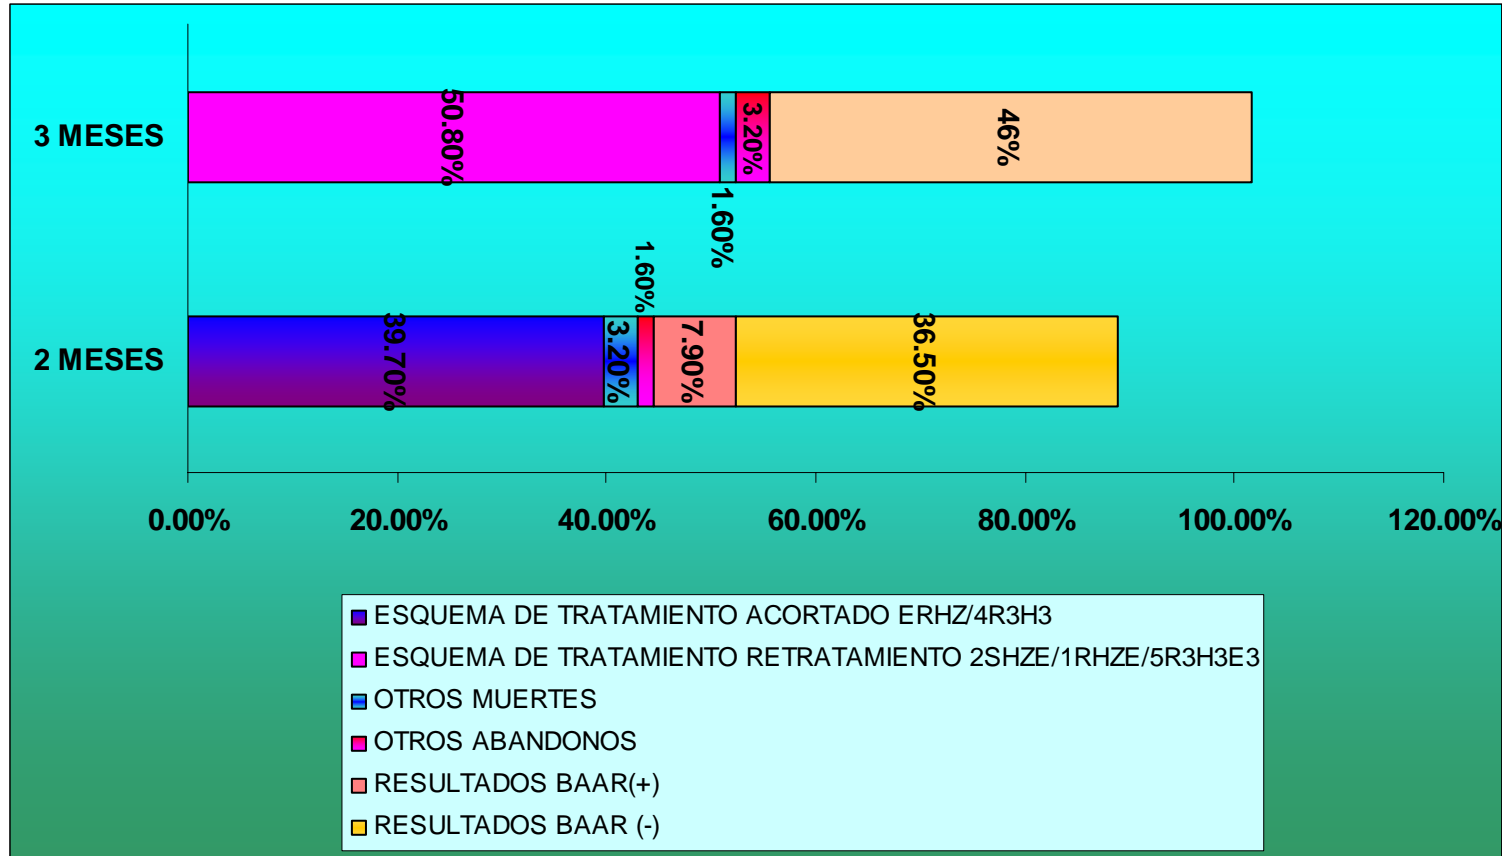 3 MESES
50.80%
1.60%
3.20%
46%
2 MESES
39.70%
3.20%
1.60%
7.90%
36.50%
0.00%
20.00%
40.00%
60.00%
80.00%
100.00%
120.00%
ESQUEMA DE TRATAMIENTO ACORTADO ERHZ/4R3H3
ESQUEMA DE TRATAMIENTO RETRATAMIENTO 2SHZE/1RHZE/5R3H3E3
OTROS MUERTES
OTROS ABANDONOS
RESULTADOS BAAR(+)
RESULTADOS BAAR (-)